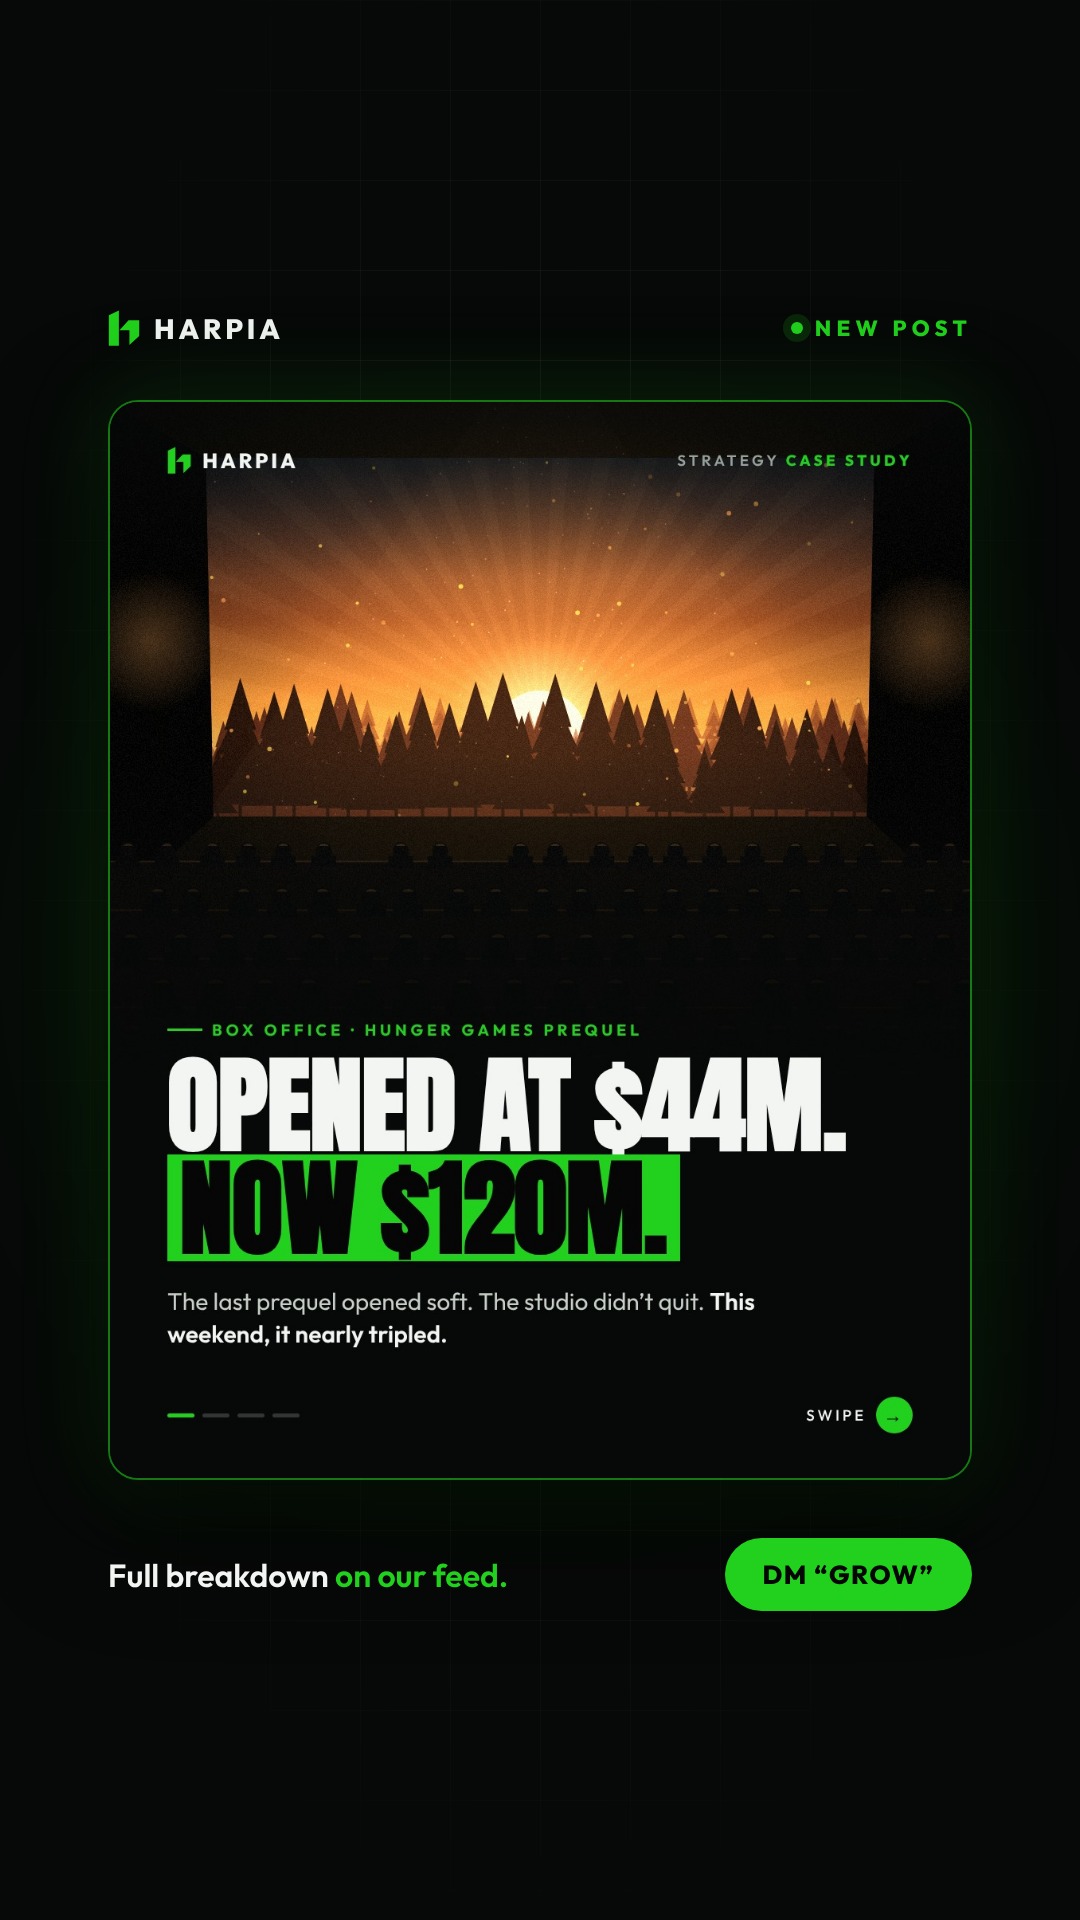 HARPIA
NEW POST
HARPIA
STRATEGY CASE STUDY
BOX OFFICE · HUNGER GAMES PREQUEL
OPENED AT $44M.
NOW $120M.
The last prequel opened soft. The studio didn’t quit. This
weekend, it nearly tripled.
SWIPE →
Full breakdown on our feed.
DM “GROW”